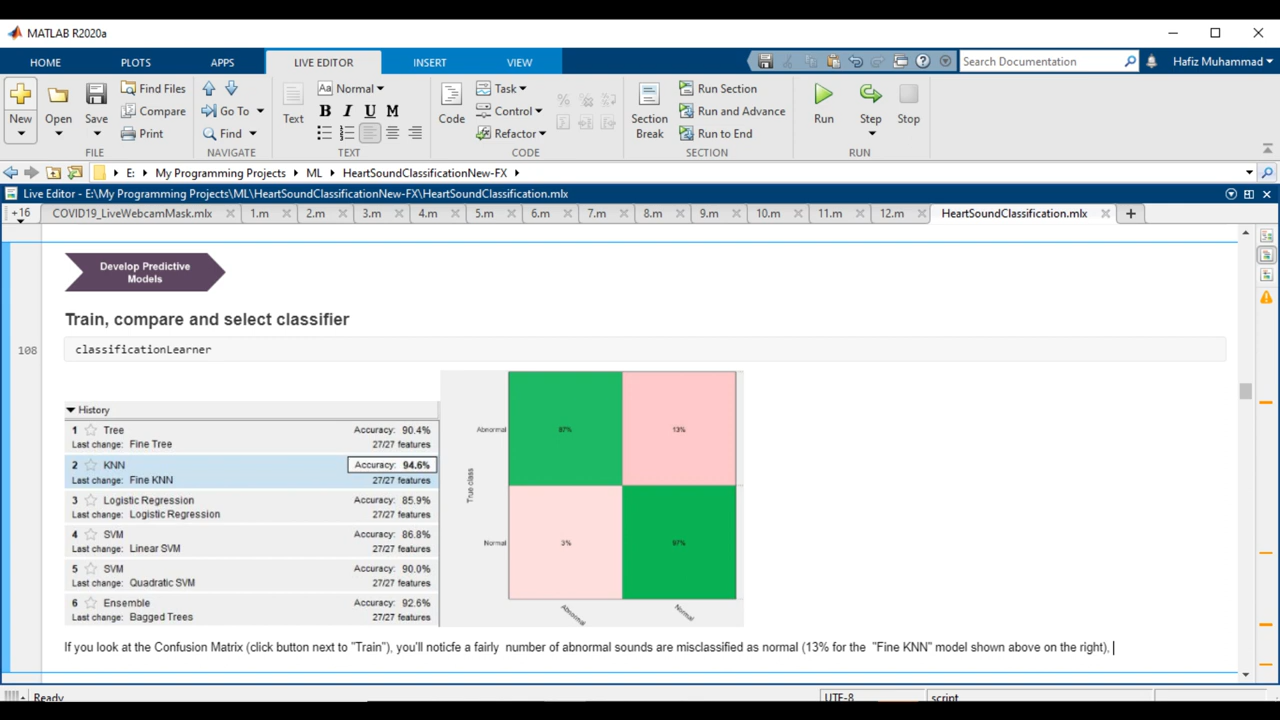 MATLAB R2020a
HOME PLOTS APPS LIVE EDITOR INSERT VIEW Search Documentation Hafiz Muhammad
New Open Save Find Files Compare Print
Go To Find
Text Aa Normal B I U M
Code Task Control Refactor
Section Break Run Section Run and Advance Run to End
Run Step Stop
FILE NAVIGATE TEXT CODE SECTION RUN
E: My Programming Projects ML HeartSoundClassificationNew-FX
Live Editor - E:\My Programming Projects\ML\HeartSoundClassificationNew-FX\HeartSoundClassification.mlx
+16 COVID19_LiveWebcamMask.mlx 1.m 2.m 3.m 4.m 5.m 6.m 7.m 8.m 9.m 10.m 11.m 12.m HeartSoundClassification.mlx
Develop Predictive
Models
Train, compare and select classifier
108 classificationLearner
History
1 Tree Accuracy: 90.4%
Last change: Fine Tree 27/27 features
2 KNN Accuracy: 94.6%
Last change: Fine KNN 27/27 features
3 Logistic Regression Accuracy: 85.9%
Last change: Logistic Regression 27/27 features
4 SVM Accuracy: 86.8%
Last change: Linear SVM 27/27 features
5 SVM Accuracy: 90.0%
Last change: Quadratic SVM 27/27 features
6 Ensemble Accuracy: 92.6%
Last change: Bagged Trees 27/27 features
Abnormal 87% 13%
True class
Normal 3% 97%
Abnormal Normal
If you look at the Confusion Matrix (click button next to "Train"), you'll noticfe a fairly number of abnormal sounds are misclassified as normal (13% for the "Fine KNN" model shown above on the right),
Ready UTF-8 script